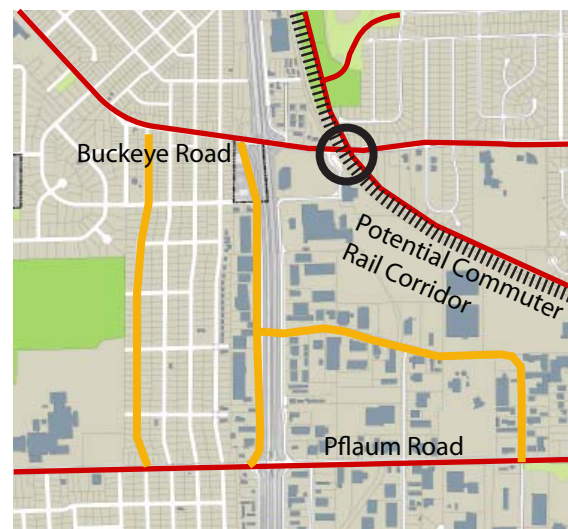 Buckeye Road
Potential Commuter
Rail Corridor
Pflaum Road